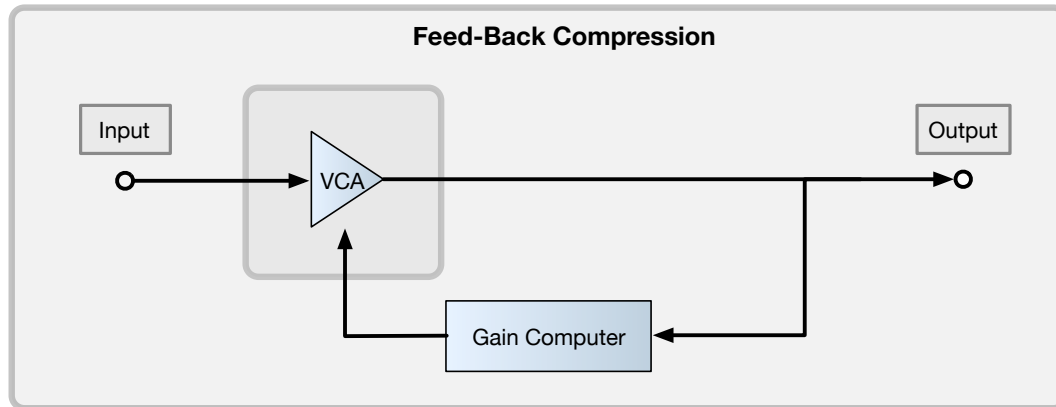 Feed-Back Compression
Input
Output
VCA
Gain Computer